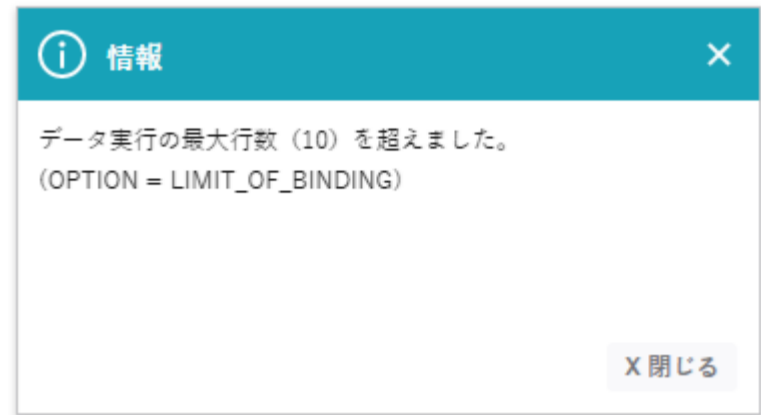 情報
データ実行の最大行数（10）を超えました。
(OPTION = LIMIT_OF_BINDING)
X 閉じる